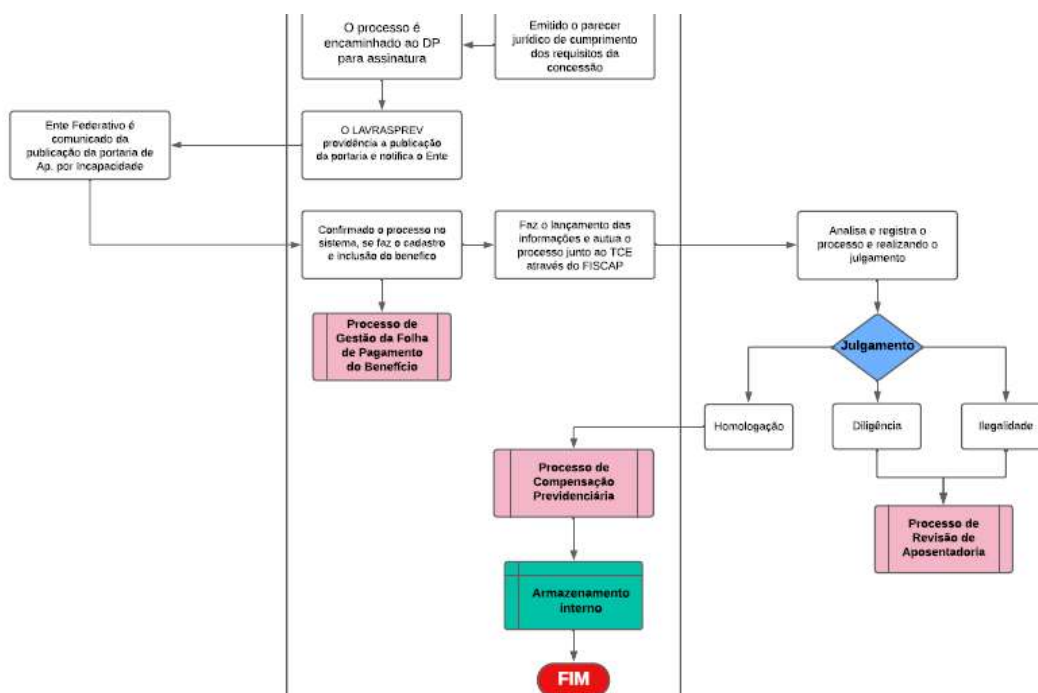 O processo é
encaminhado ao DP
para assinatura
Emitido o parecer
jurídico de cumprimento
dos requisitos da
concessão
Ente Federativo é
comunicado da
publicação da portaria de
Ap. por Incapacidade
O LAVRASPREV
providência a publicação
da portaria e notifica o Ente
Confirmado o processo no
sistema, se faz o cadastro
e inclusão do benefico
Faz o lançamento das
informações e autua o
processo junto ao TCE
através do FISCAP
Analisa e registra o
processo e realizando o
julgamento
Processo de
Gestão da Folha
de Pagamento
do Benefício
Julgamento
Homologação
Diligência
Ilegalidade
Processo de
Compensação
Previdenciária
Processo de
Revisão de
Aposentadoria
Armazenamento
interno
FIM